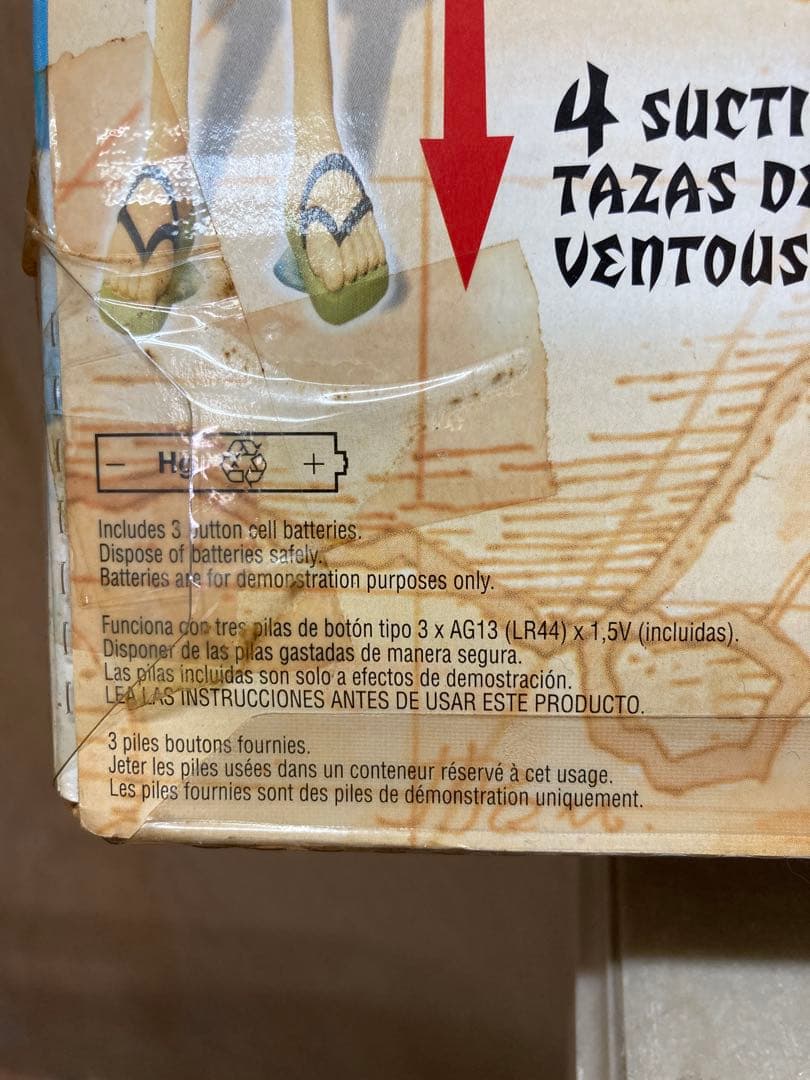 4 SUCTI
TAZAS DE
VENTOUS
- Hg +
Includes 3 button cell batteries.
Dispose of batteries safely.
Batteries are for demonstration purposes only.
Funciona con tres pilas de botón tipo 3 x AG13 (LR44) x 1,5V (incluidas).
Disponer de las pilas gastadas de manera segura.
Las pilas incluidas son solo a efectos de demostración.
LEA LAS INSTRUCCIONES ANTES DE USAR ESTE PRODUCTO.
3 piles boutons fournies.
Jeter les piles usées dans un conteneur réservé à cet usage.
Les piles fournies sont des piles de démonstration uniquement.